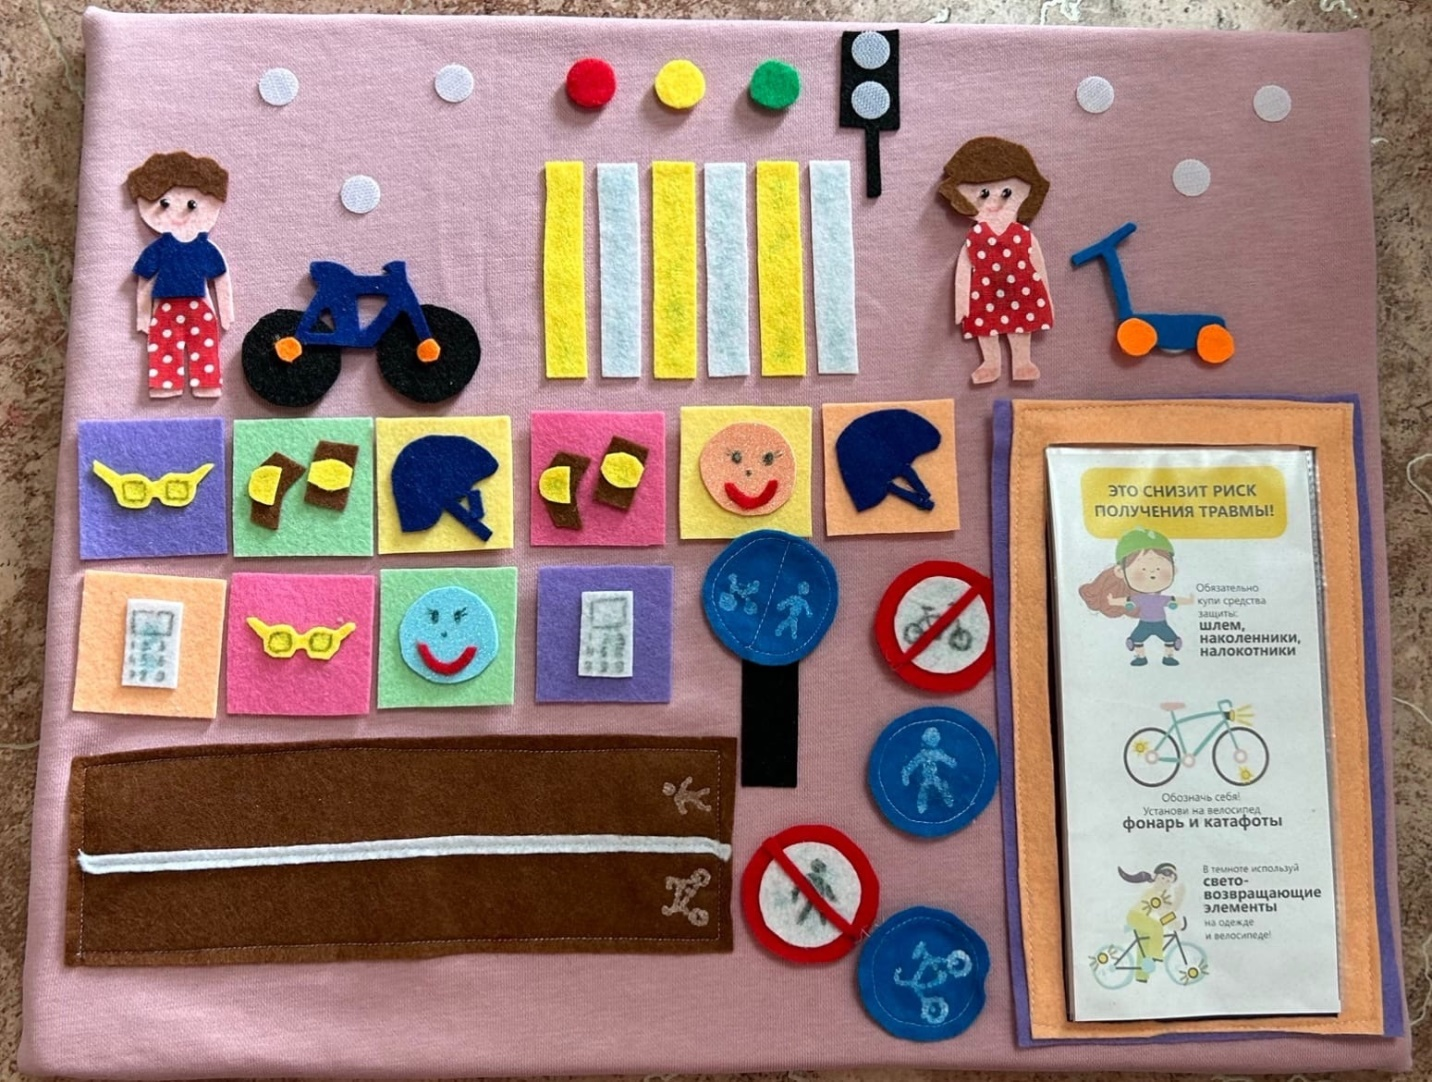 ЭТО СНИЗИТ РИСК
ПОЛУЧЕНИЯ ТРАВМЫ!
Обязательно
купи средства
защиты:
шлем,
наколенники,
налокотники
Обозначь себя!
Установи на велосипед
фонарь и катафоты
В темноте используй
свето-
возвращающие
элементы
на одежде
и велосипеде!